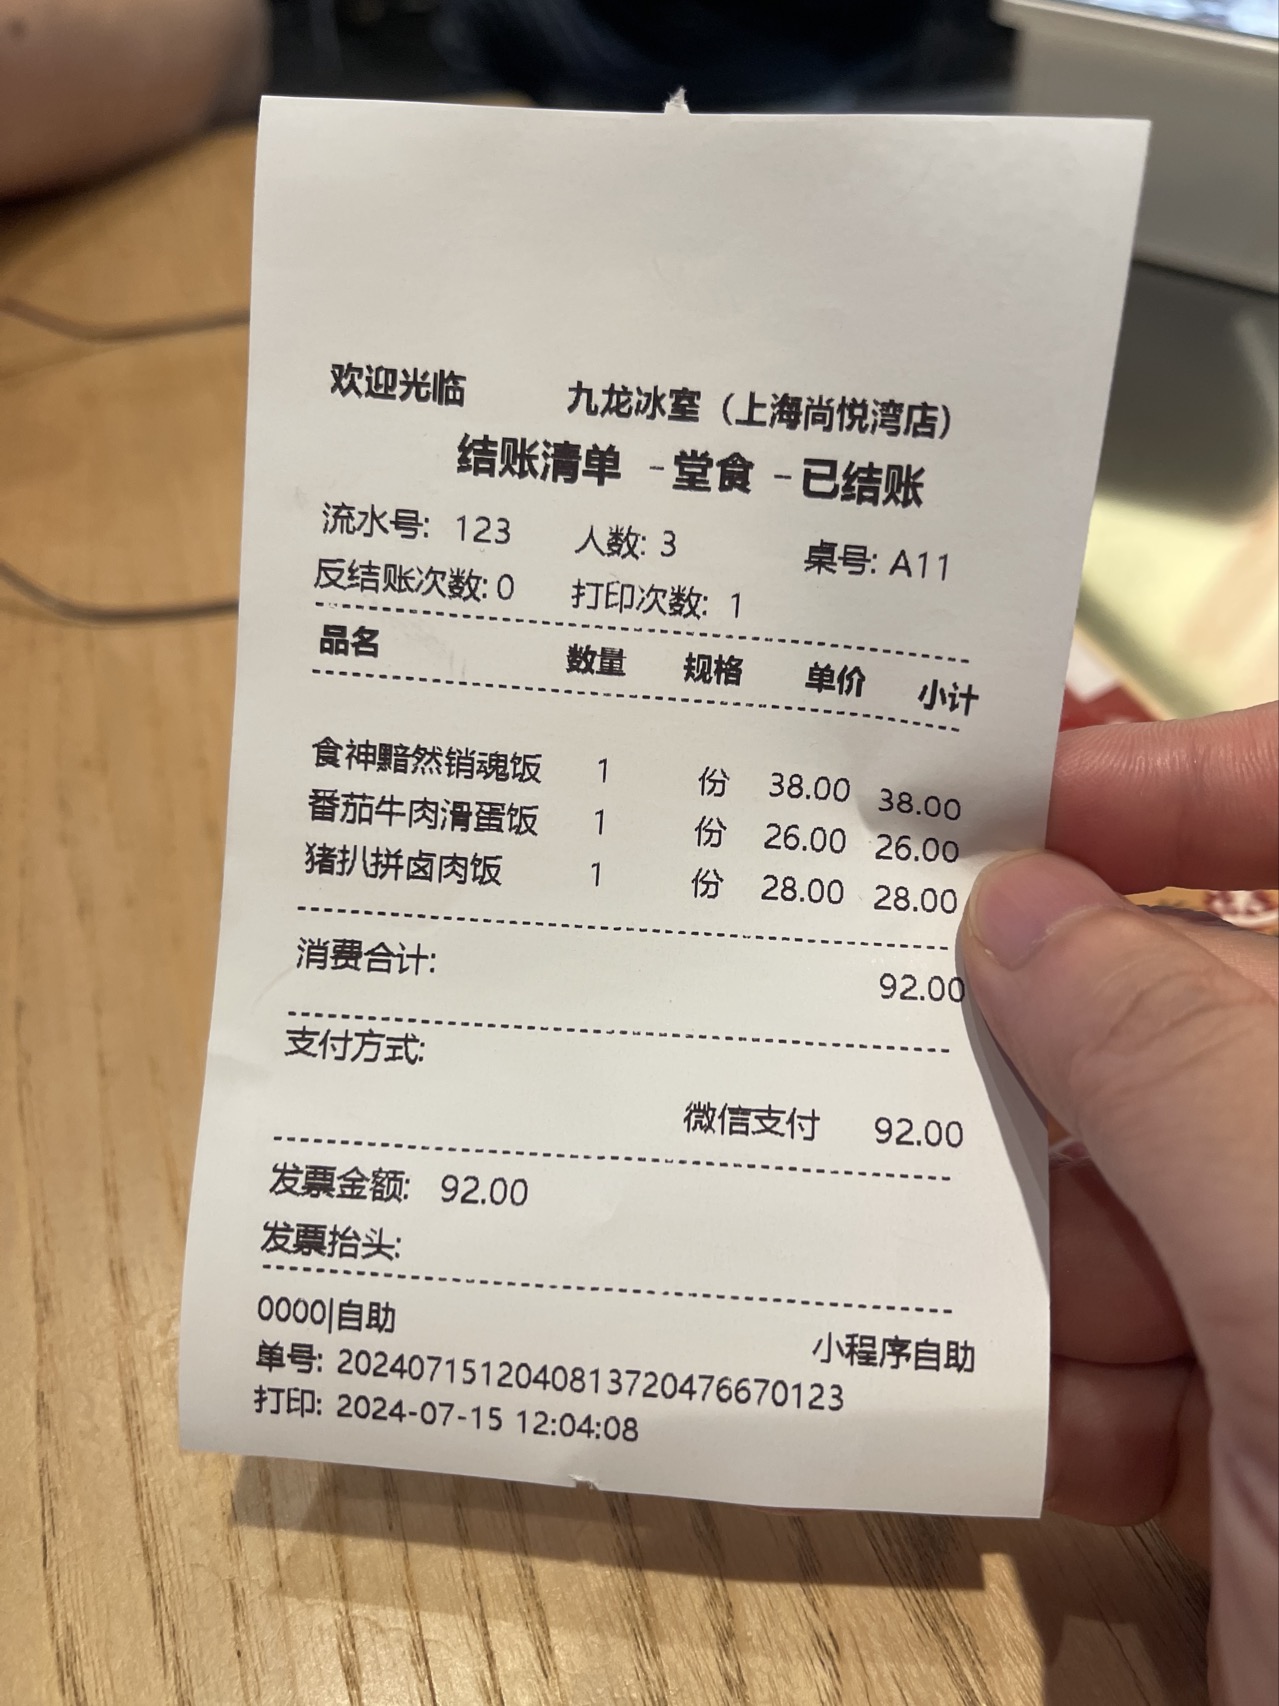 欢迎光临 九龙冰室（上海尚悦湾店）
结账清单 -堂食 -已结账
流水号: 123 人数: 3 桌号: A11
反结账次数: 0 打印次数: 1
品名 数量 规格 单价 小计
食神黯然销魂饭 1 份 38.00 38.00
番茄牛肉滑蛋饭 1 份 26.00 26.00
猪扒拼卤肉饭 1 份 28.00 28.00
消费合计: 92.00
支付方式:
微信支付 92.00
发票金额: 92.00
发票抬头:
0000|自助 小程序自助
单号: 202407151204081372047667​0123
打印: 2024-07-15 12:04:08